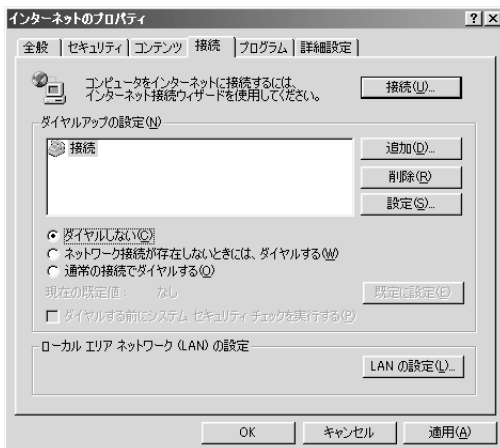 インターネットのプロパティ
全般 セキュリティ コンテンツ 接続 プログラム 詳細設定
コンピュータをインターネットに接続するには、
インターネット接続ウィザードを使用してください。
接続(U)...
ダイヤルアップの設定(N)
接続
追加(D)...
削除(R)
設定(S)...
ダイヤルしない(C)
ネットワーク接続が存在しないときには、ダイヤルする(W)
通常の接続でダイヤルする(O)
現在の既定値: なし
既定に設定(E)
ダイヤルする前にシステム セキュリティ チェックを実行する(P)
ローカル エリア ネットワーク (LAN) の設定
LAN の設定(L)...
OK キャンセル 適用(A)